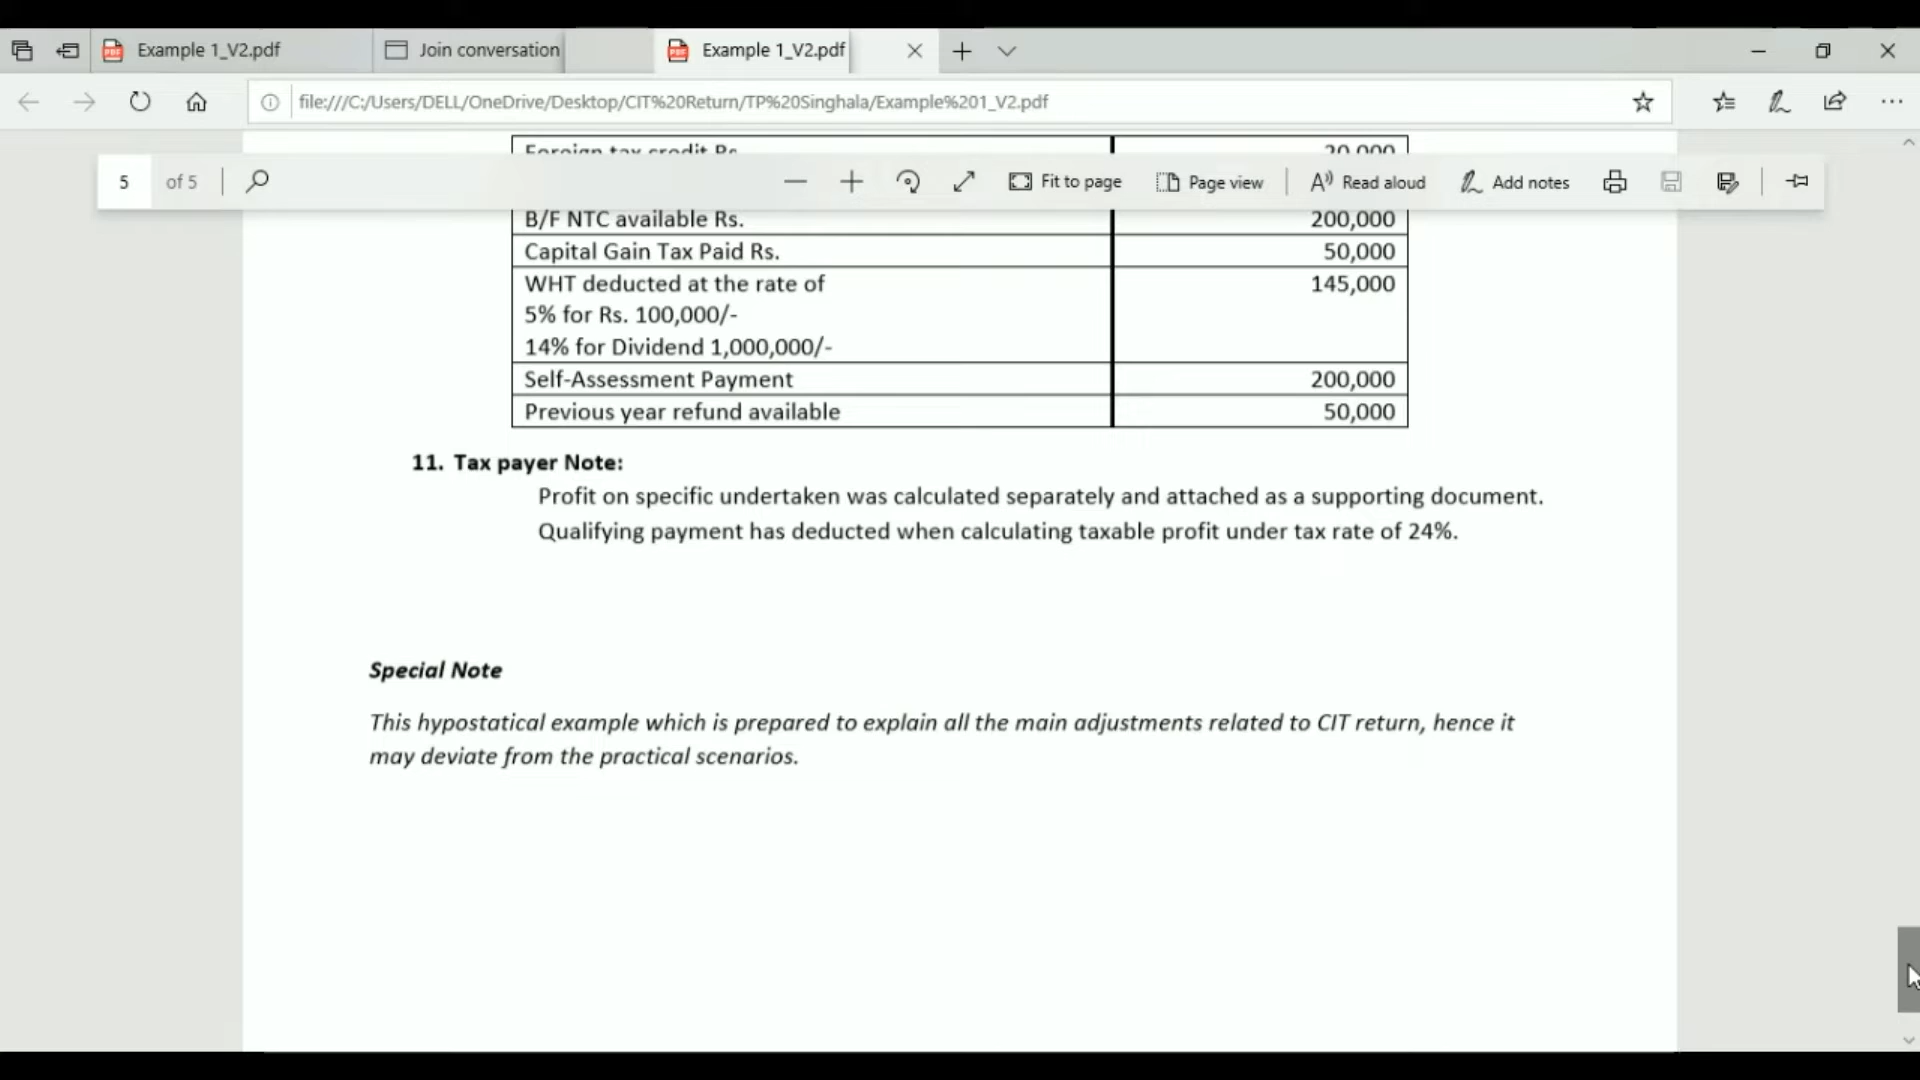 Example 1_V2.pdf
Join conversation
Example 1_V2.pdf
file:///C:/Users/DELL/OneDrive/Desktop/CIT%20Return/TP%20Singhala/Example%201_V2.pdf
Foreign tax credit Rs. 20,000
5 of 5 Fit to page Page view Read aloud Add notes
B/F NTC available Rs. 200,000
Capital Gain Tax Paid Rs. 50,000
WHT deducted at the rate of 145,000
5% for Rs. 100,000/-
14% for Dividend 1,000,000/-
Self-Assessment Payment 200,000
Previous year refund available 50,000
11. Tax payer Note:
Profit on specific undertaken was calculated separately and attached as a supporting document.
Qualifying payment has deducted when calculating taxable profit under tax rate of 24%.
Special Note
This hypostatical example which is prepared to explain all the main adjustments related to CIT return, hence it
may deviate from the practical scenarios.